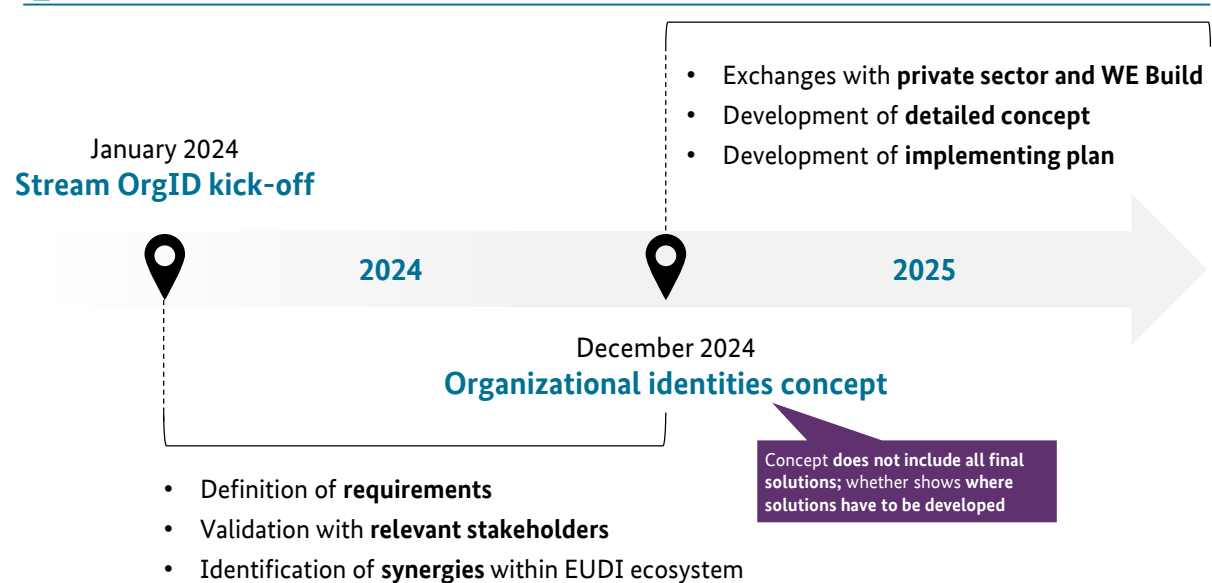 • Exchanges with private sector and WE Build
• Development of detailed concept
• Development of implementing plan
January 2024
Stream OrgID kick-off
2024
2025
December 2024
Organizational identities concept
Concept does not include all final
solutions; whether shows where
solutions have to be developed
• Definition of requirements
• Validation with relevant stakeholders
• Identification of synergies within EUDI ecosystem